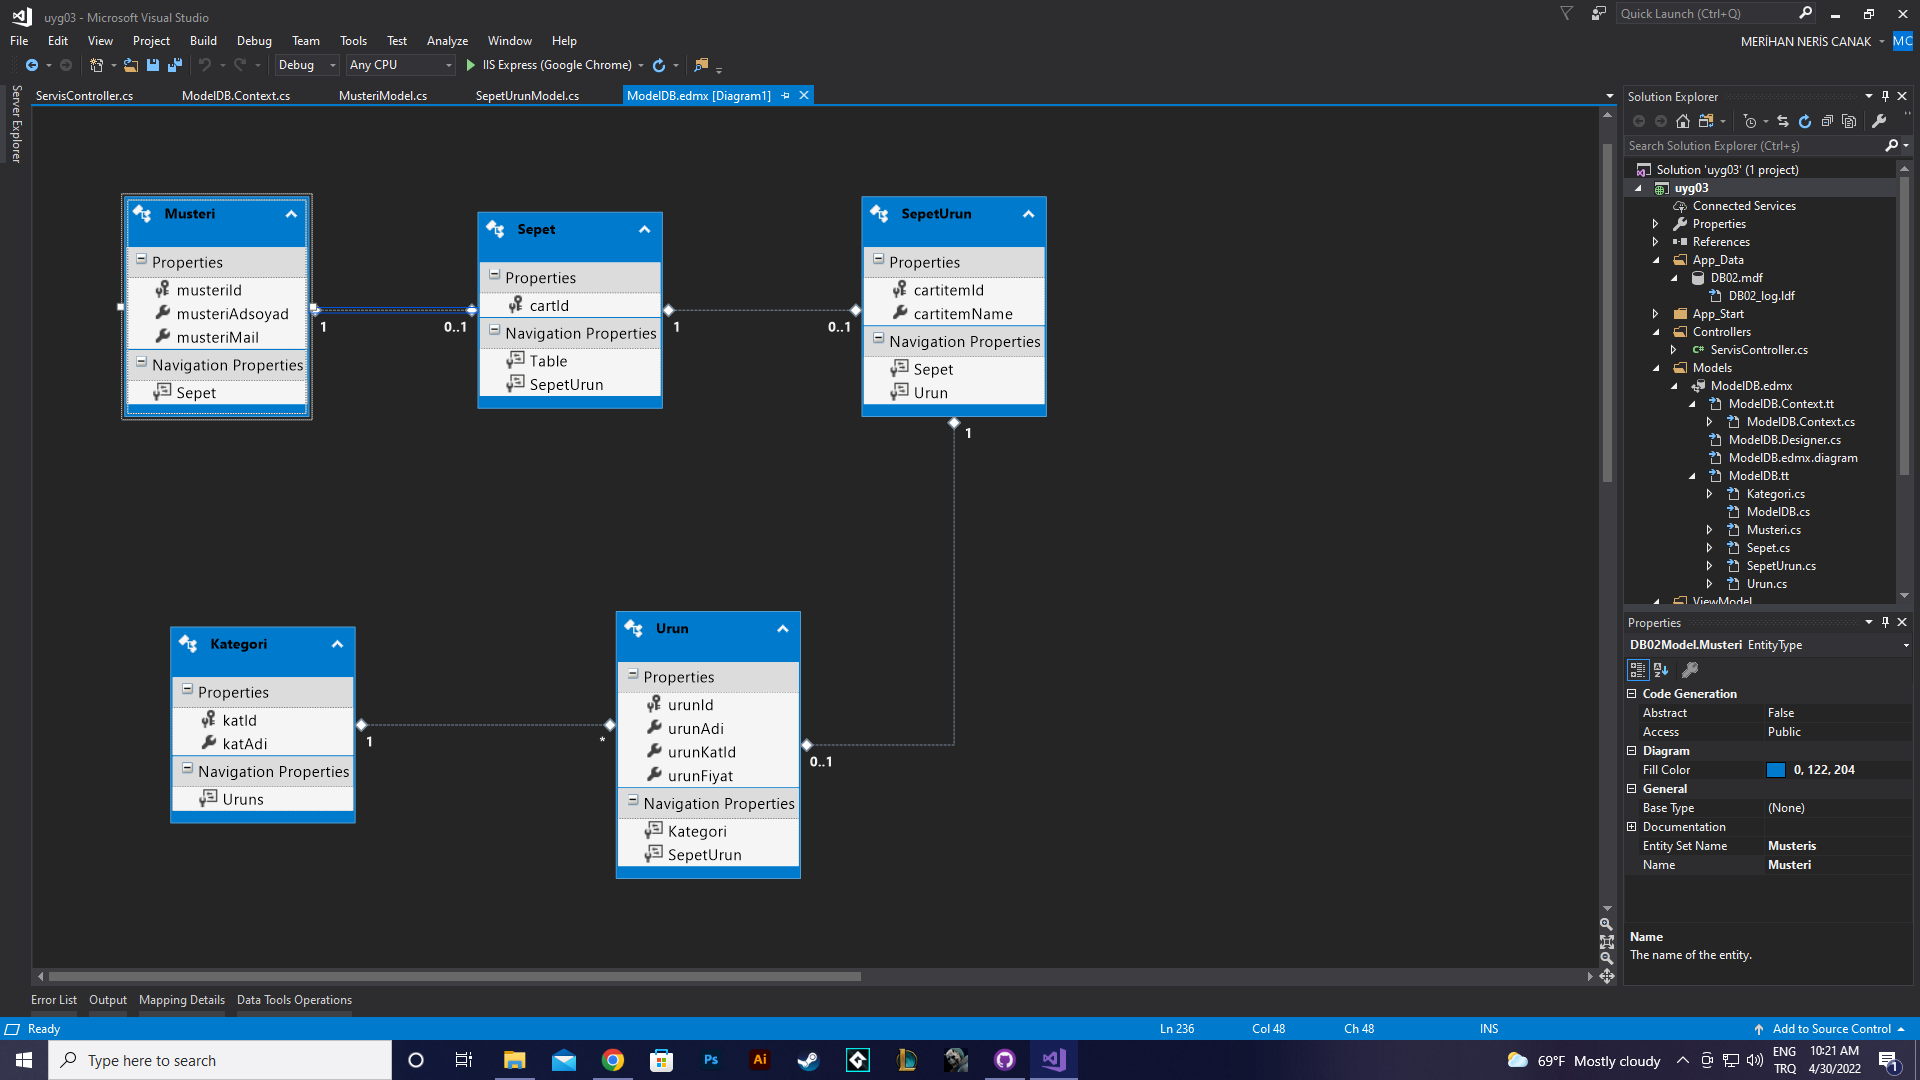 uyg03 - Microsoft Visual Studio
Quick Launch (Ctrl+Q)
File Edit View Project Build Debug Team Tools Test Analyze Window Help
MERİHAN NERİS CANAK
MC
Debug
Any CPU
IIS Express (Google Chrome)
Server Explorer
ServisController.cs
ModelDB.Context.cs
MusteriModel.cs
SepetUrunModel.cs
ModelDB.edmx [Diagram1]
Musteri
Properties
musteriId
musteriAdsoyad
musteriMail
Navigation Properties
Sepet
1
0..1
Sepet
Properties
cartId
Navigation Properties
Table
SepetUrun
1
0..1
SepetUrun
Properties
cartitemId
cartitemName
Navigation Properties
Sepet
Urun
1
0..1
Kategori
Properties
katId
katAdi
Navigation Properties
Uruns
1
*
Urun
Properties
urunId
urunAdi
urunKatId
urunFiyat
Navigation Properties
Kategori
SepetUrun
Solution Explorer
Search Solution Explorer (Ctrl+ş)
Solution 'uyg03' (1 project)
uyg03
Connected Services
Properties
References
App_Data
DB02.mdf
DB02_log.ldf
App_Start
Controllers
ServisController.cs
Models
ModelDB.edmx
ModelDB.Context.tt
ModelDB.Context.cs
ModelDB.Designer.cs
ModelDB.edmx.diagram
ModelDB.tt
Kategori.cs
ModelDB.cs
Musteri.cs
Sepet.cs
SepetUrun.cs
Urun.cs
ViewModel
Properties
DB02Model.Musteri EntityType
Code Generation
Abstract False
Access Public
Diagram
Fill Color 0, 122, 204
General
Base Type (None)
Documentation
Entity Set Name Musteris
Name Musteri
Name
The name of the entity.
Error List Output Mapping Details Data Tools Operations
Ready
Ln 236
Col 48
Ch 48
INS
Add to Source Control
Type here to search
Ps
Ai
69°F Mostly cloudy
ENG
TRQ
10:21 AM
4/30/2022
1